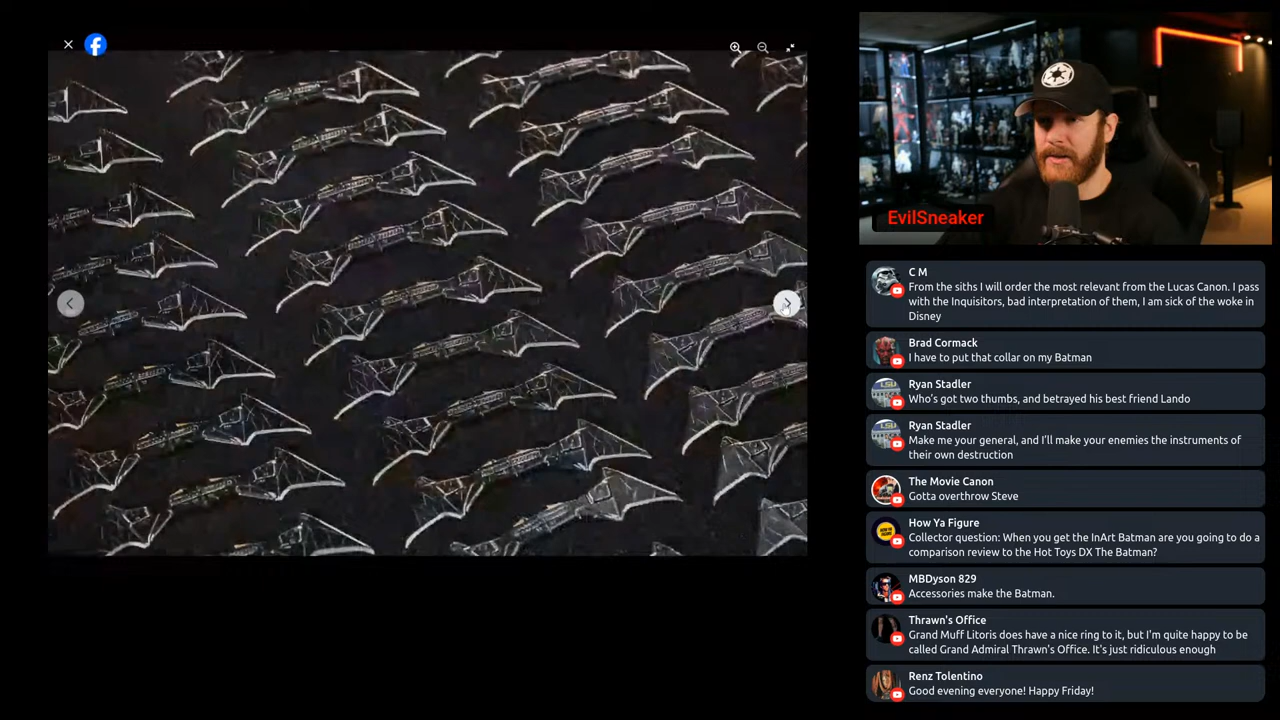 EvilSneaker
C M
From the siths I will order the most relevant from the Lucas Canon. I pass
with the Inquisitors, bad interpretation of them, I am sick of the woke in
Disney
Brad Cormack
I have to put that collar on my Batman
Ryan Stadler
Who's got two thumbs, and betrayed his best friend Lando
Ryan Stadler
Make me your general, and I'll make your enemies the instruments of
their own destruction
The Movie Canon
Gotta overthrow Steve
How Ya Figure
Collector question: When you get the InArt Batman are you going to do a
comparison review to the Hot Toys DX The Batman?
MBDyson 829
Accessories make the Batman.
Thrawn's Office
Grand Muff Litoris does have a nice ring to it, but I'm quite happy to be
called Grand Admiral Thrawn's Office. It's just ridiculous enough
Renz Tolentino
Good evening everyone! Happy Friday!